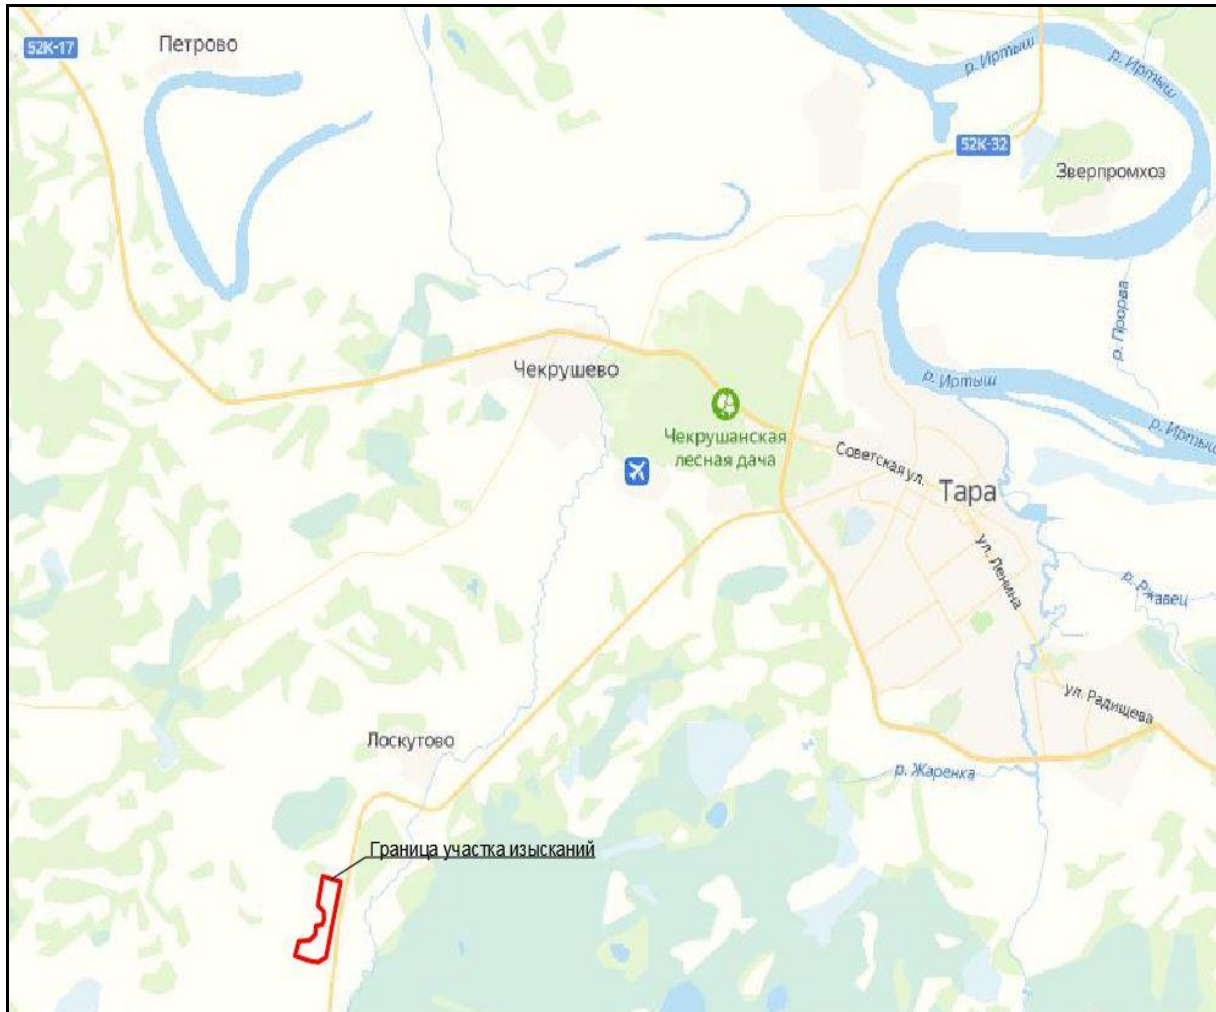 Петрово
52К-17
р. Иртыш
р. Иртыш
52К-32
Зверпромхоз
р. Прорва
Чекрушево
р. Иртыш
р. Иртыш
Чекрушанская
лесная дача
Советская ул.
Тара
ул. Ленина
р. Ржавец
ул. Радищева
Лоскутово
р. Жаренка
Граница участка изысканий